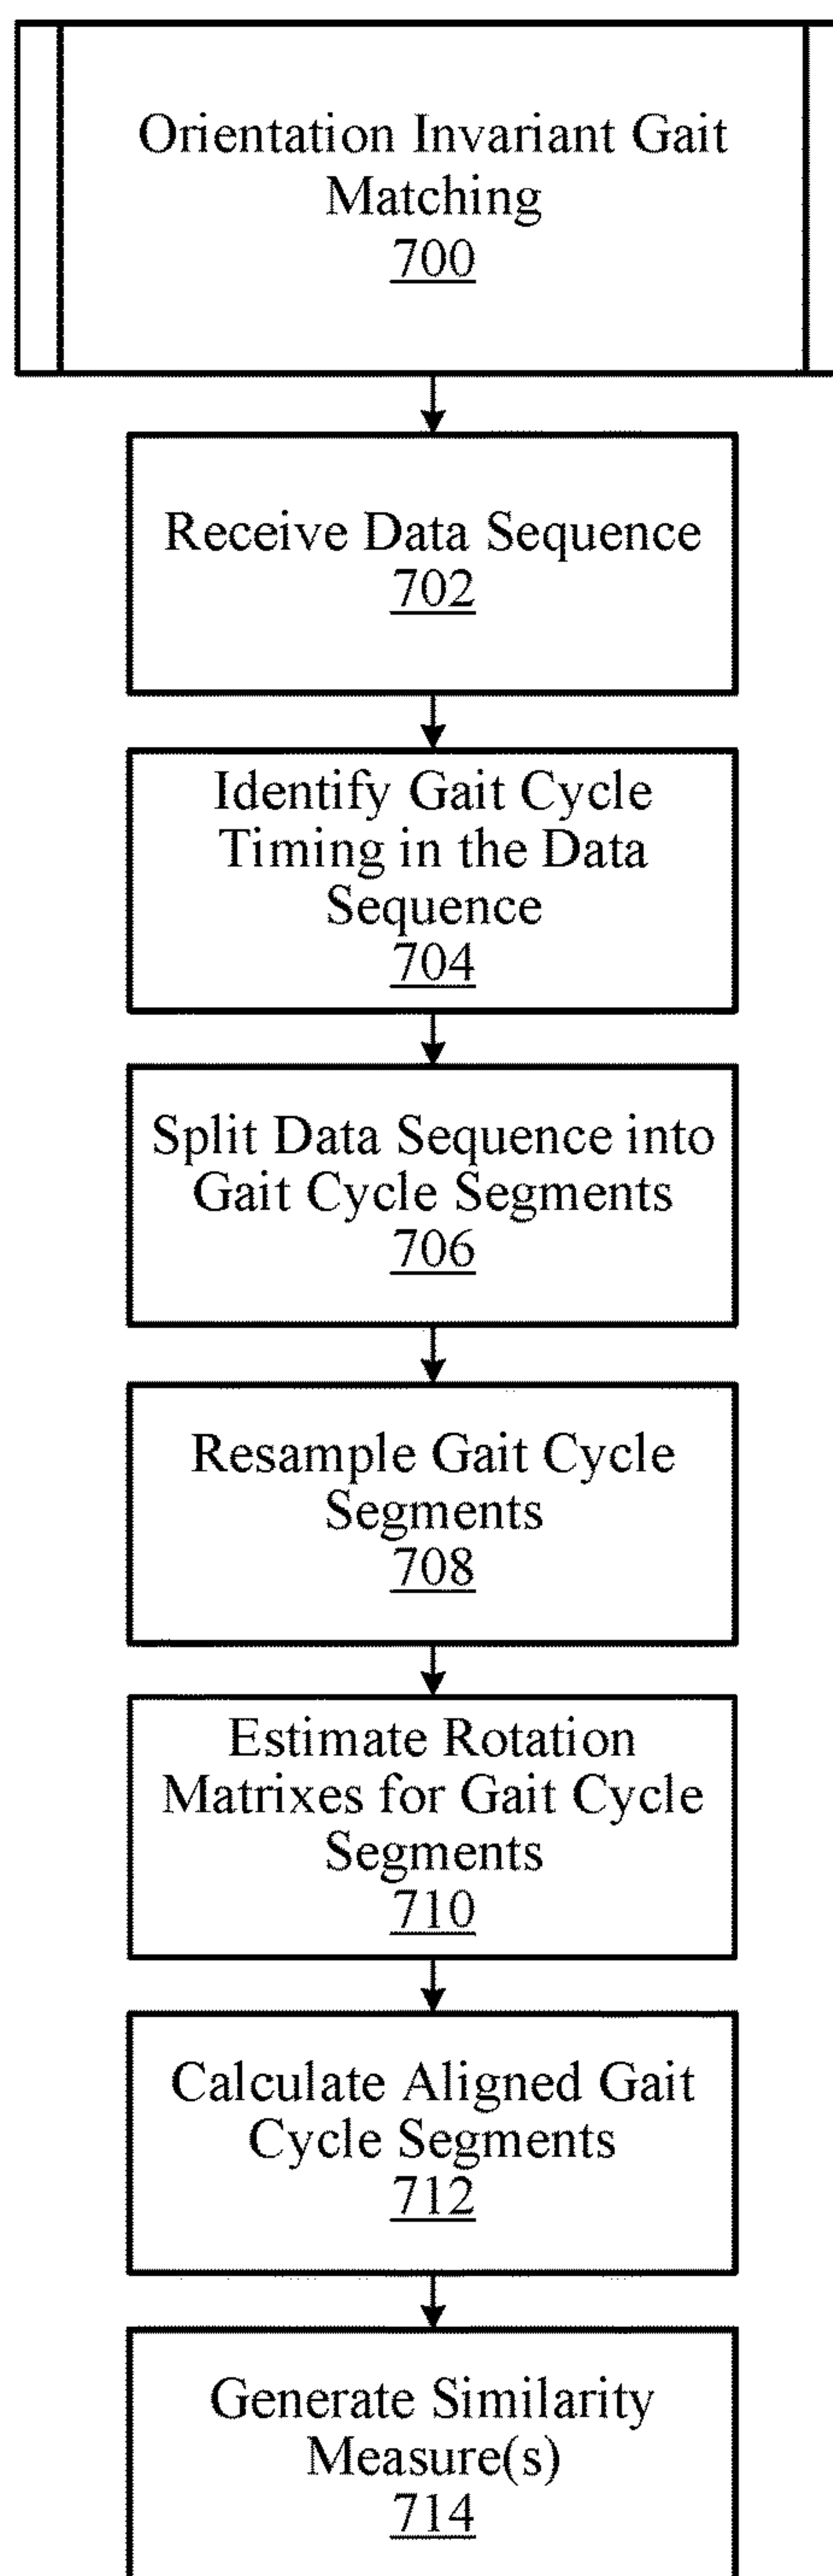 Orientation Invariant Gait
Matching
700
Receive Data Sequence
702
Identify Gait Cycle
Timing in the Data
Sequence
704
Split Data Sequence into
Gait Cycle Segments
706
Resample Gait Cycle
Segments
708
Estimate Rotation
Matrixes for Gait Cycle
Segments
710
Calculate Aligned Gait
Cycle Segments
712
Generate Similarity
Measure(s)
714